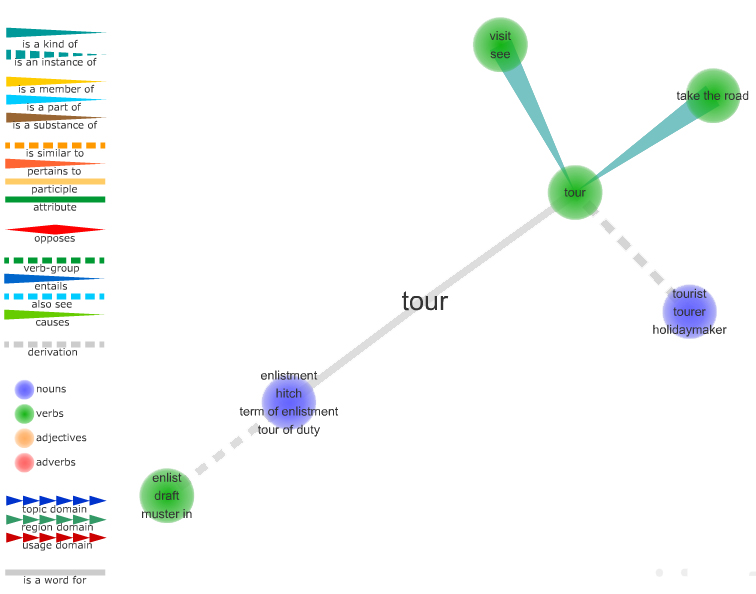 is a kind of
is an instance of
is a member of
is a part of
is a substance of
is similar to
pertains to
participle
attribute
opposes
verb-group
entails
also see
causes
derivation
nouns
verbs
adjectives
adverbs
topic domain
region domain
usage domain
is a word for
visit
see
take the road
tour
tourist
tourer
holidaymaker
tour
enlistment
hitch
term of enlistment
tour of duty
enlist
draft
muster in